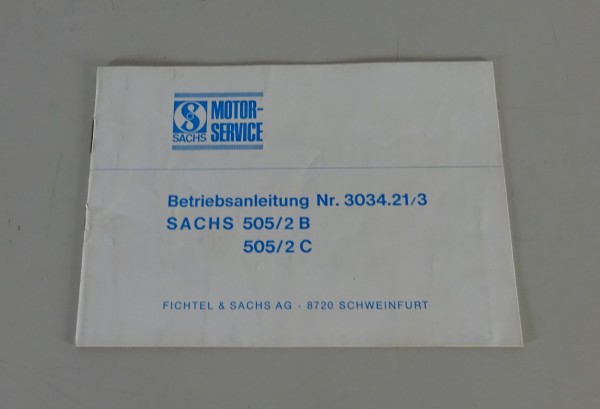 SACHS
MOTOR-
SERVICE
Betriebsanleitung Nr. 3034.21/3
SACHS 505/2 B
505/2 C
FICHTEL & SACHS AG · 8720 SCHWEINFURT